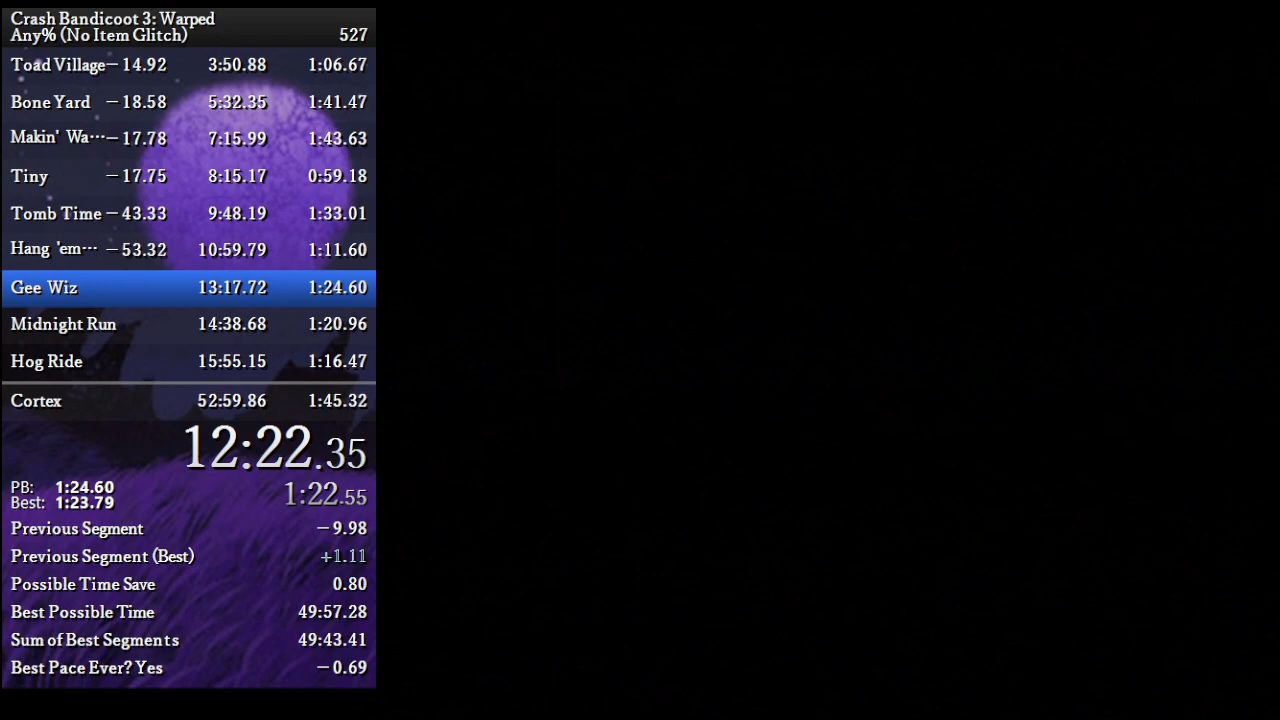 Crash Bandicoot 3: Warped
Any% (No Item Glitch) 527
Toad Village −14.92 3:50.88 1:06.67
Bone Yard −18.58 5:32.35 1:41.47
Makin' Wa… −17.78 7:15.99 1:43.63
Tiny −17.75 8:15.17 0:59.18
Tomb Time −43.33 9:48.19 1:33.01
Hang 'em… −53.32 10:59.79 1:11.60
Gee Wiz 13:17.72 1:24.60
Midnight Run 14:38.68 1:20.96
Hog Ride 15:55.15 1:16.47
Cortex 52:59.86 1:45.32
12:22.35
PB: 1:24.60
Best: 1:23.79 1:22.55
Previous Segment −9.98
Previous Segment (Best) +1.11
Possible Time Save 0.80
Best Possible Time 49:57.28
Sum of Best Segments 49:43.41
Best Pace Ever? Yes −0.69